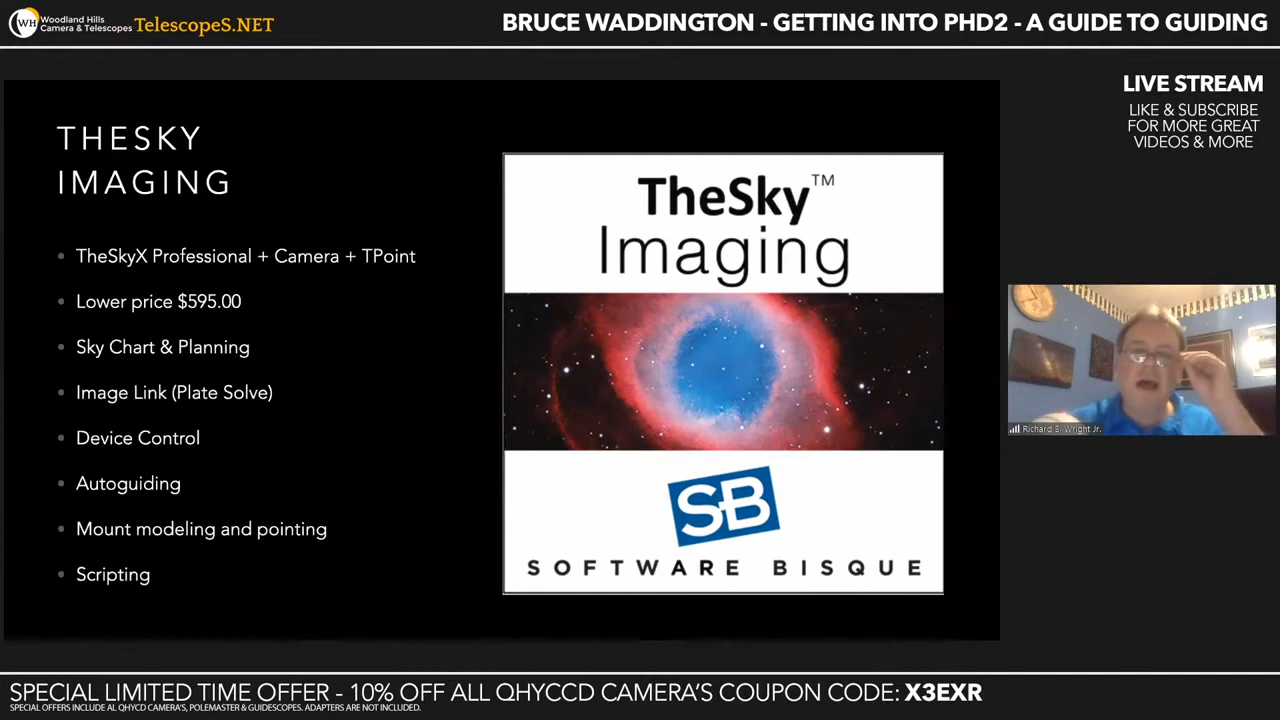 WH
Woodland Hills
Camera & Telescopes
TelescopeS.NET
BRUCE WADDINGTON - GETTING INTO PHD2 - A GUIDE TO GUIDING
LIVE STREAM
LIKE & SUBSCRIBE
FOR MORE GREAT
VIDEOS & MORE
THESKY
IMAGING
• TheSkyX Professional + Camera + TPoint
• Lower price $595.00
• Sky Chart & Planning
• Image Link (Plate Solve)
• Device Control
• Autoguiding
• Mount modeling and pointing
• Scripting
TheSky™
Imaging
SB
SOFTWARE BISQUE
Richard S. Wright Jr.
SPECIAL LIMITED TIME OFFER - 10% OFF ALL QHYCCD CAMERA'S COUPON CODE: X3EXR
SPECIAL OFFERS INCLUDE AL QHYCD CAMERA'S, POLEMASTER & GUIDESCOPES. ADAPTERS ARE NOT INCLUDED.